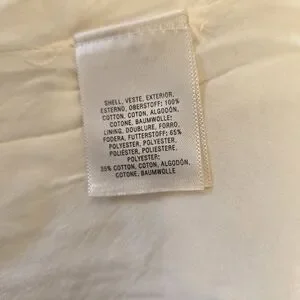 SHELL, VESTE, EXTERIOR,
ESTERNO, OBERSTOFF: 100%
COTTON, COTON, ALGODÓN,
COTONE, BAUMWOLLE;
LINING, DOUBLURE, FORRO,
FODERA, FUTTERSTOFF: 65%
POLYESTER, POLYESTER,
POLIÉSTER, POLIESTERE,
POLYESTER;
35% COTTON, COTON, ALGODÓN,
COTONE, BAUMWOLLE